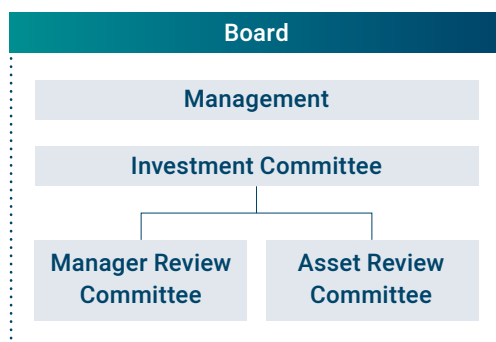 Board
Management
Investment Committee
Manager Review
Committee
Asset Review
Committee